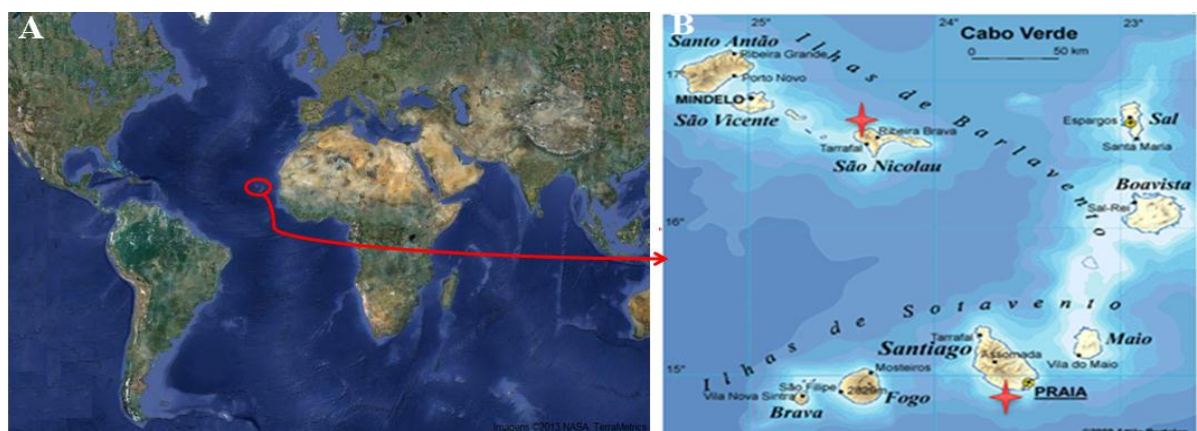 A
Imagens ©2013 NASA, TerraMetrics
B
25° 24° 23°
Cabo Verde
0 50 km
Santo Antão
Ribeira Grande
17°
Porto Novo
MINDELO
São Vicente
Ilhas de Barlavento
Ribeira Brava
Tarrafal
São Nicolau
Espargos
Sal
Santa Maria
Boavista
Sal-Rei
16°
Ilhas de Sotavento
Tarrafal
Santiago
Assomada
Maio
Vila do Maio
15°
Mosteiros
São Filipe
2829m
Vila Nova Sintra
Fogo
Brava
PRAIA